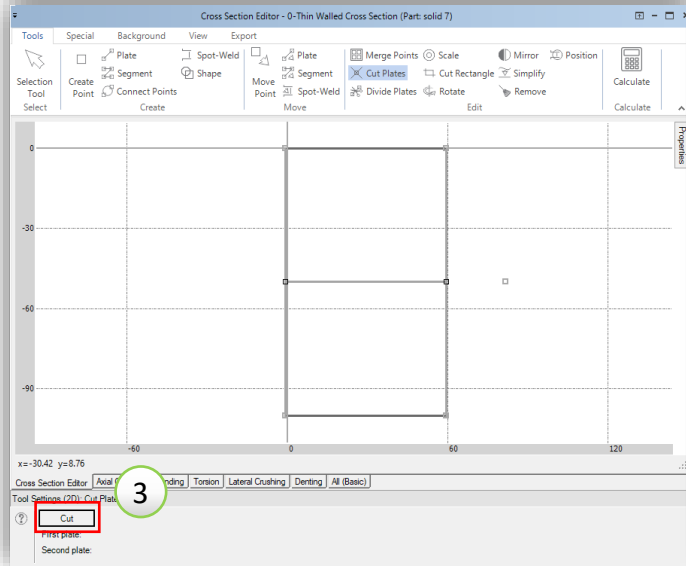 Cross Section Editor - 0-Thin Walled Cross Section (Part: solid 7)
Tools Special Background View Export
Selection Tool
Create Point
Plate
Segment
Connect Points
Spot-Weld
Shape
Move Point
Plate
Segment
Spot-Weld
Merge Points
Cut Plates
Divide Plates
Scale
Cut Rectangle
Rotate
Mirror
Simplify
Remove
Position
Calculate
Select Create Move Edit Calculate
Properties
0
-30
-60
-90
-60 0 60 120
x=-30.42 y=8.76
Cross Section Editor Axial nding Torsion Lateral Crushing Denting All (Basic)
Tool Settings (2D): Cut Plate
3
Cut
First plate:
Second plate: